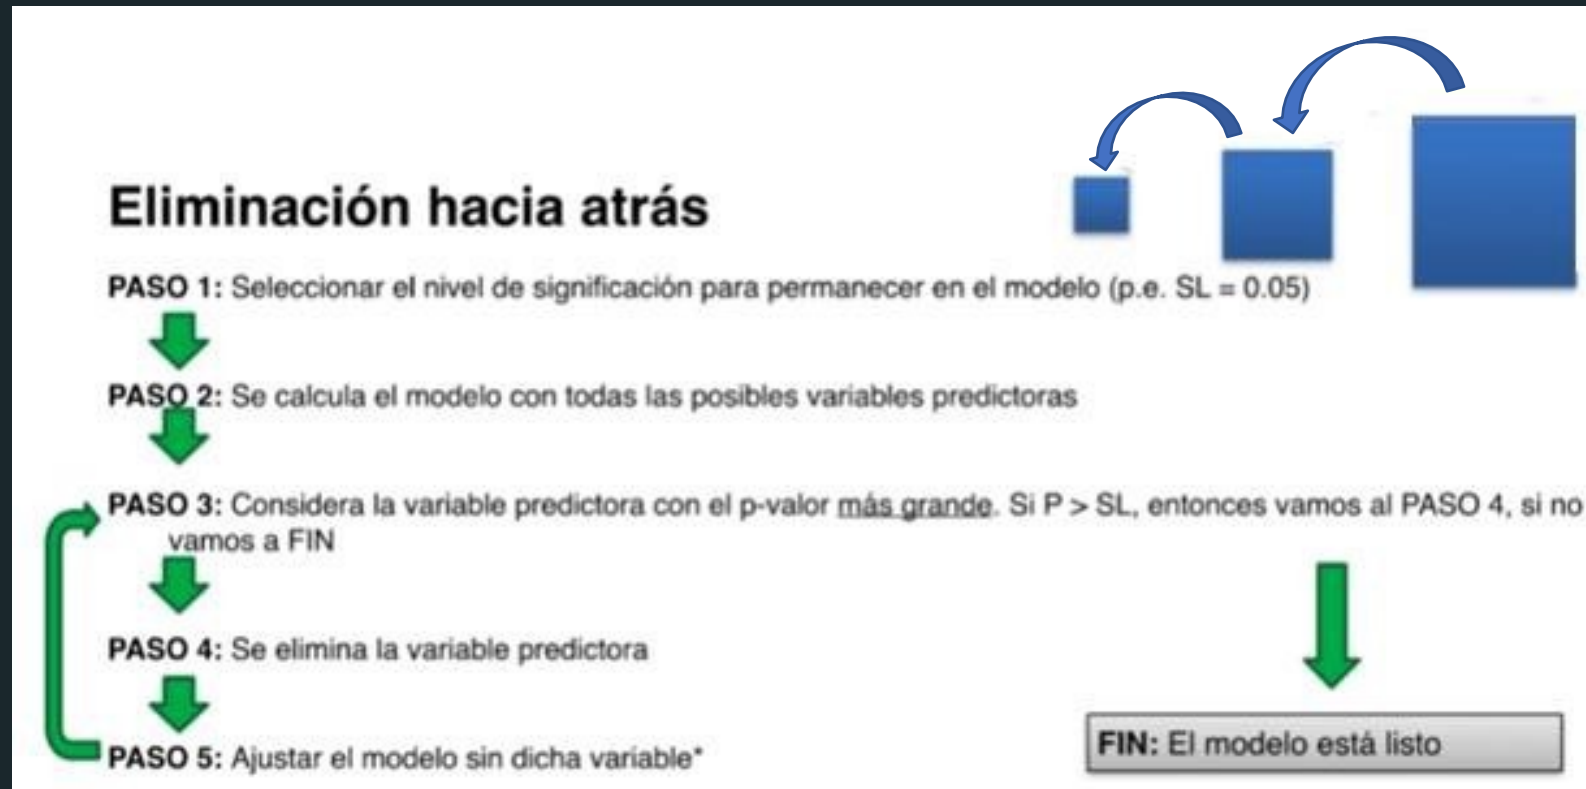 Eliminación hacia atrás
PASO 1: Seleccionar el nivel de significación para permanecer en el modelo (p.e. SL = 0.05)
PASO 2: Se calcula el modelo con todas las posibles variables predictoras
PASO 3: Considera la variable predictora con el p-valor más grande. Si P > SL, entonces vamos al PASO 4, si no
vamos a FIN
PASO 4: Se elimina la variable predictora
PASO 5: Ajustar el modelo sin dicha variable*
FIN: El modelo está listo